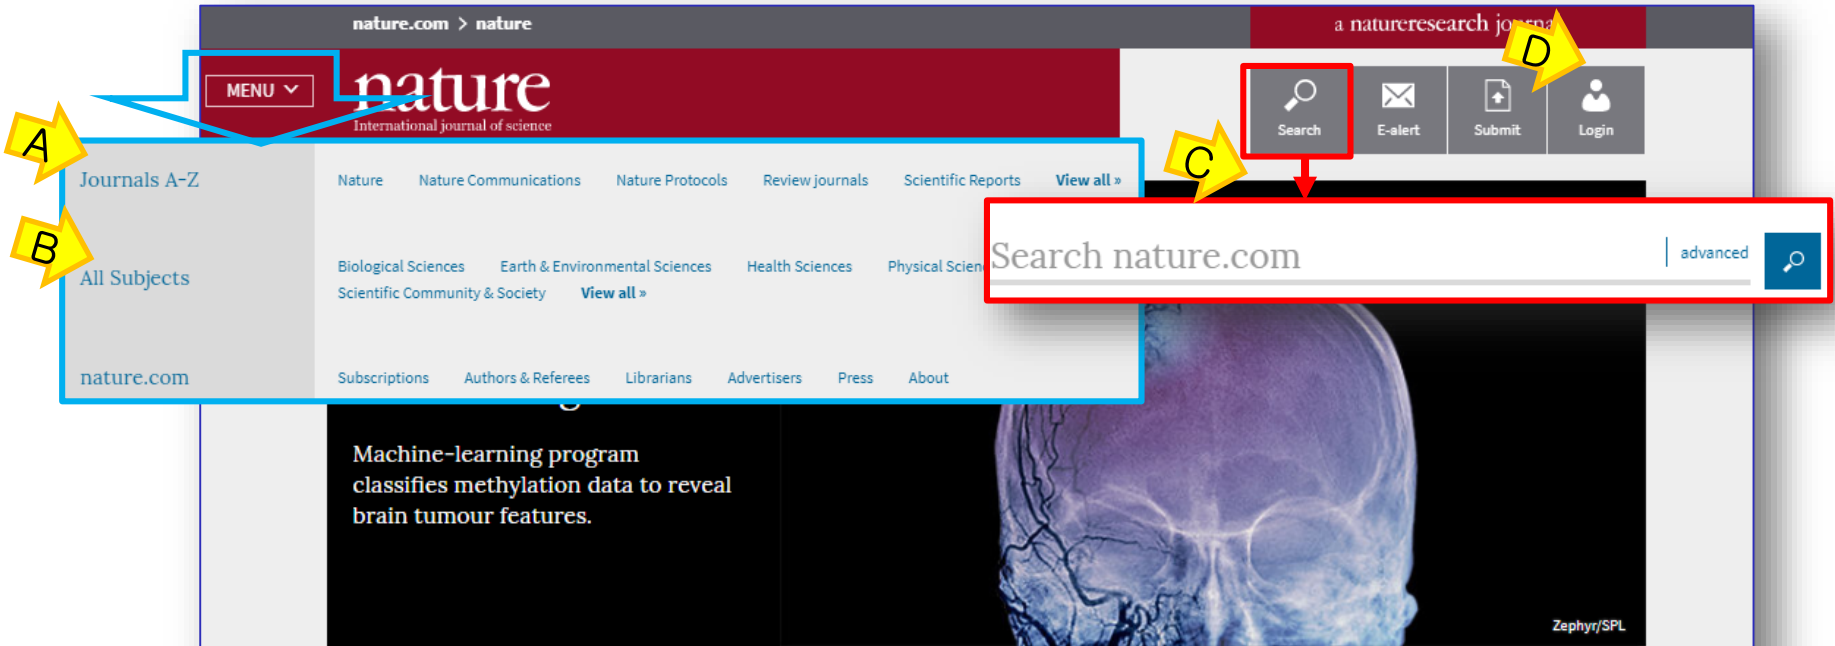 nature.com > nature
a natureresearch journa
D
MENU
nature
International journal of science
Search
E-alert
Submit
Login
A
C
Journals A-Z
Nature Nature Communications Nature Protocols Review journals Scientific Reports View all »
B
All Subjects
Biological Sciences Earth & Environmental Sciences Health Sciences Physical Scien
Scientific Community & Society View all »
Search nature.com
advanced
nature.com
Subscriptions Authors & Referees Librarians Advertisers Press About
Machine-learning program
classifies methylation data to reveal
brain tumour features.
Zephyr/SPL